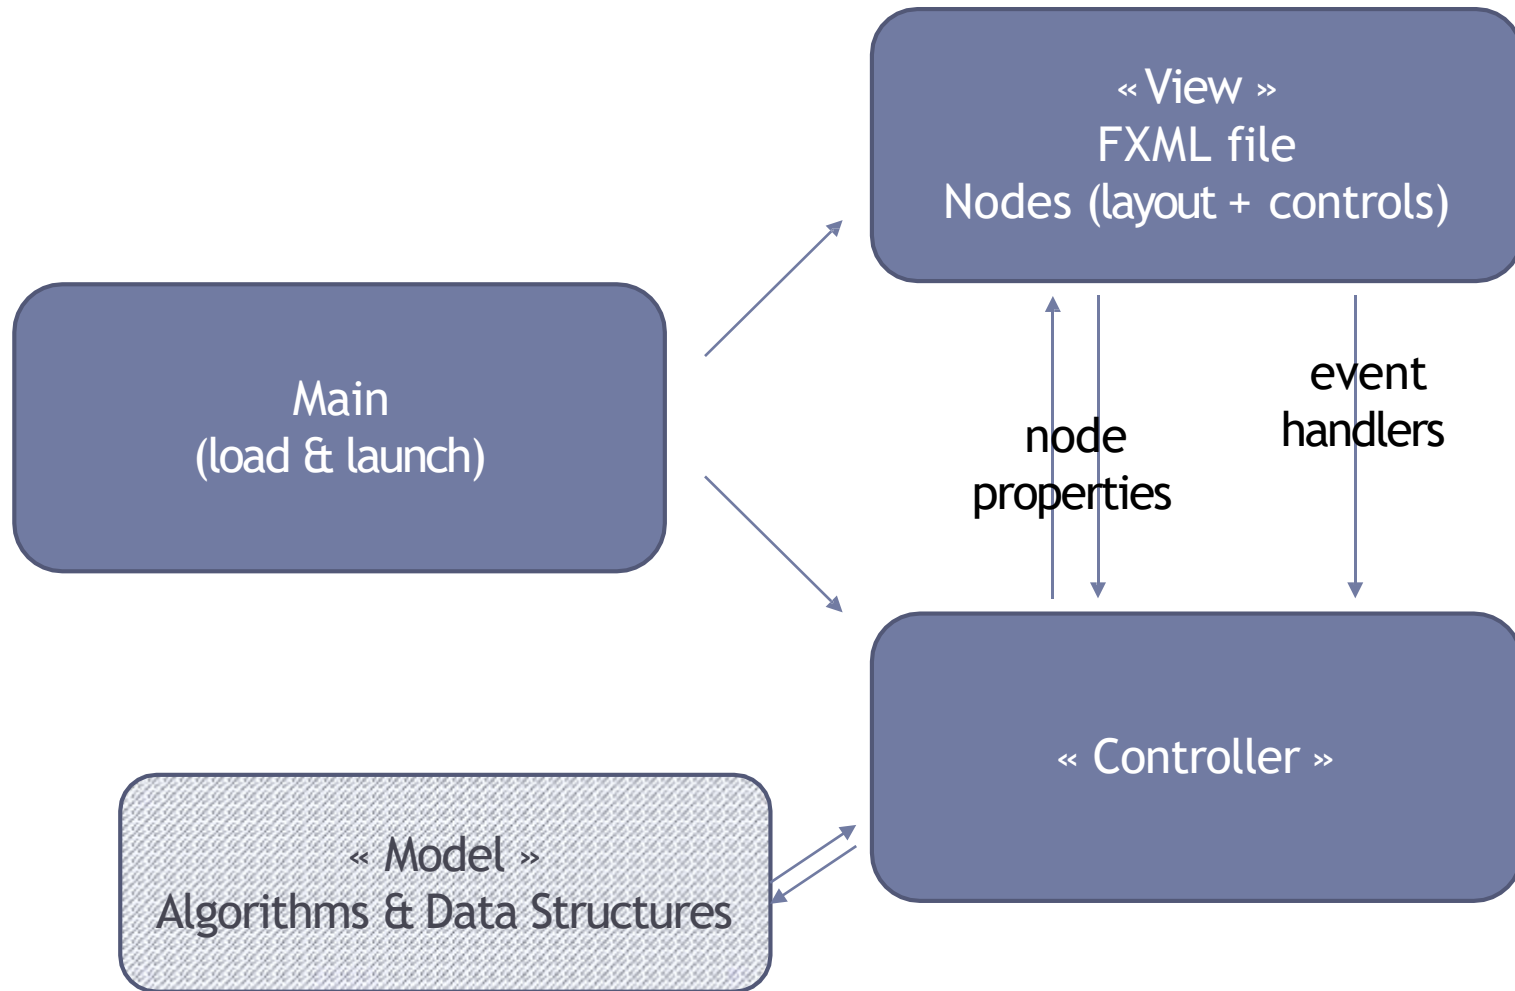 « View »
FXML file
Nodes (layout + controls)
Main
(load & launch)
event
handlers
node
properties
« Controller »
« Model »
Algorithms & Data Structures